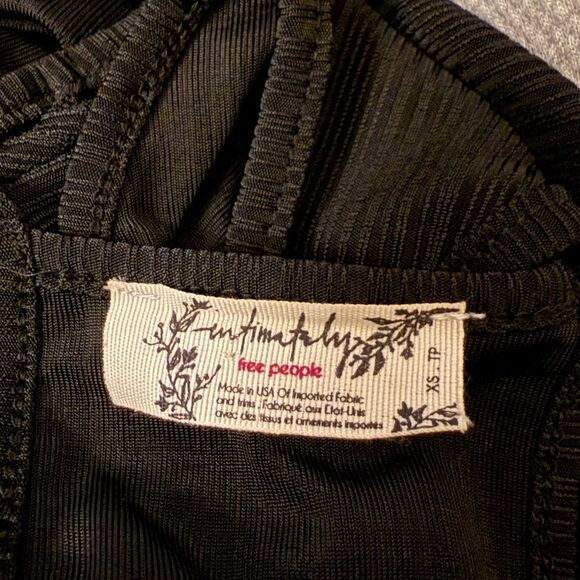 intimately
free people
Made in USA Of Imported Fabric
and trims . Fabriqué aux Etat-Unis
avec des tissus et ornements importés
XS . TP